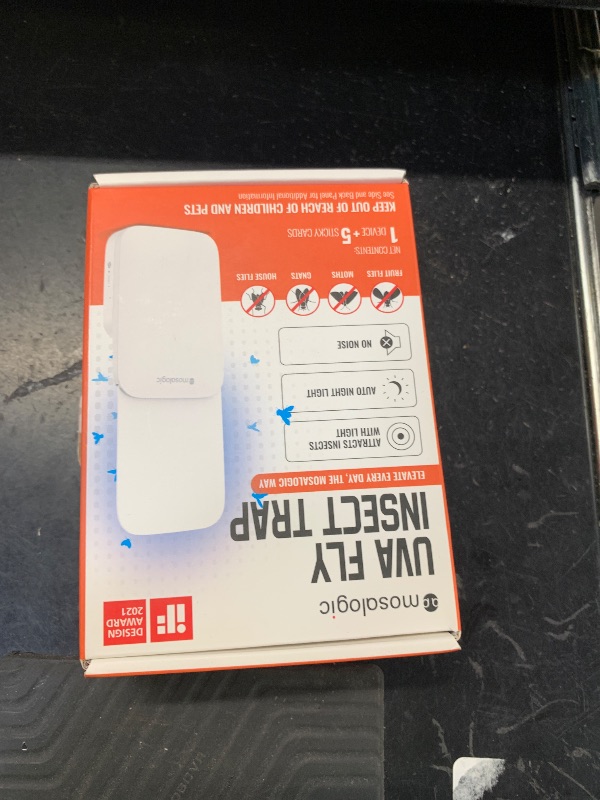 mosalogic
UVA FLY
INSECT TRAP
ELEVATE EVERY DAY, THE MOSALOGIC WAY
iF
DESIGN
AWARD
2021
ATTRACTS INSECTS
WITH LIGHT
AUTO NIGHT LIGHT
NO NOISE
mosalogic
FRUIT FLIES
MOTHS
GNATS
HOUSE FLIES
NET CONTENTS:
1 DEVICE + 5 STICKY CARDS
KEEP OUT OF REACH OF CHILDREN AND PETS
See Side and Back Panel for Additional Information